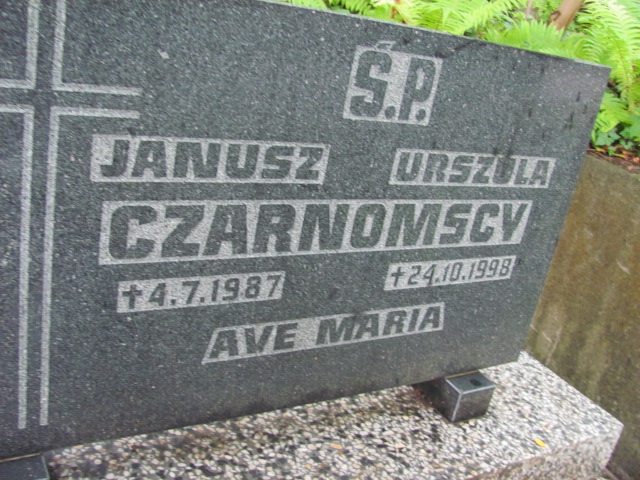 Ś.P.
JANUSZ URSZULA
CZARNOMSCY
✝4.7.1987 ✝24.10.1998
AVE MARIA